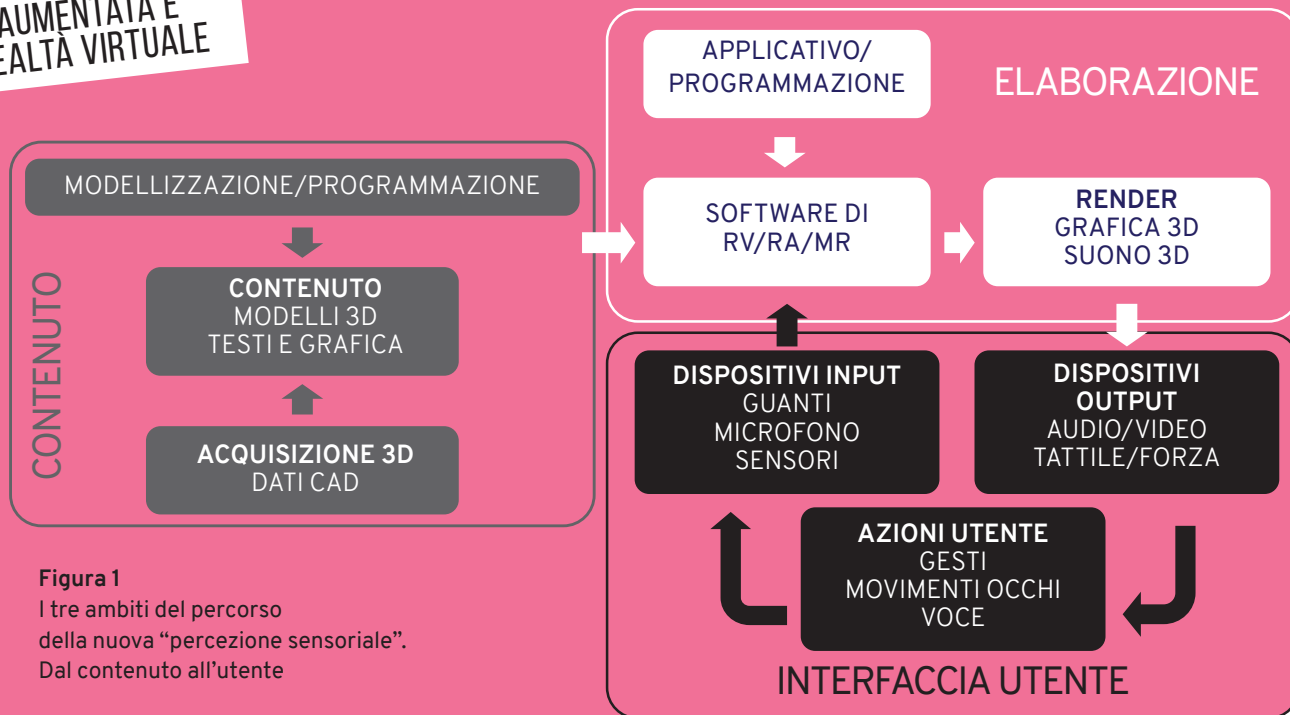 AUMENTATA E
EALTÀ VIRTUALE
MODELLIZZAZIONE/PROGRAMMAZIONE
CONTENUTO
MODELLI 3D
TESTI E GRAFICA
ACQUISIZIONE 3D
DATI CAD
CONTENUTO
APPLICATIVO/
PROGRAMMAZIONE
ELABORAZIONE
SOFTWARE DI
RV/RA/MR
RENDER
GRAFICA 3D
SUONO 3D
DISPOSITIVI INPUT
GUANTI
MICROFONO
SENSORI
DISPOSITIVI
OUTPUT
AUDIO/VIDEO
TATTILE/FORZA
AZIONI UTENTE
GESTI
MOVIMENTI OCCHI
VOCE
INTERFACCIA UTENTE
Figura 1
I tre ambiti del percorso
della nuova “percezione sensoriale”.
Dal contenuto all’utente